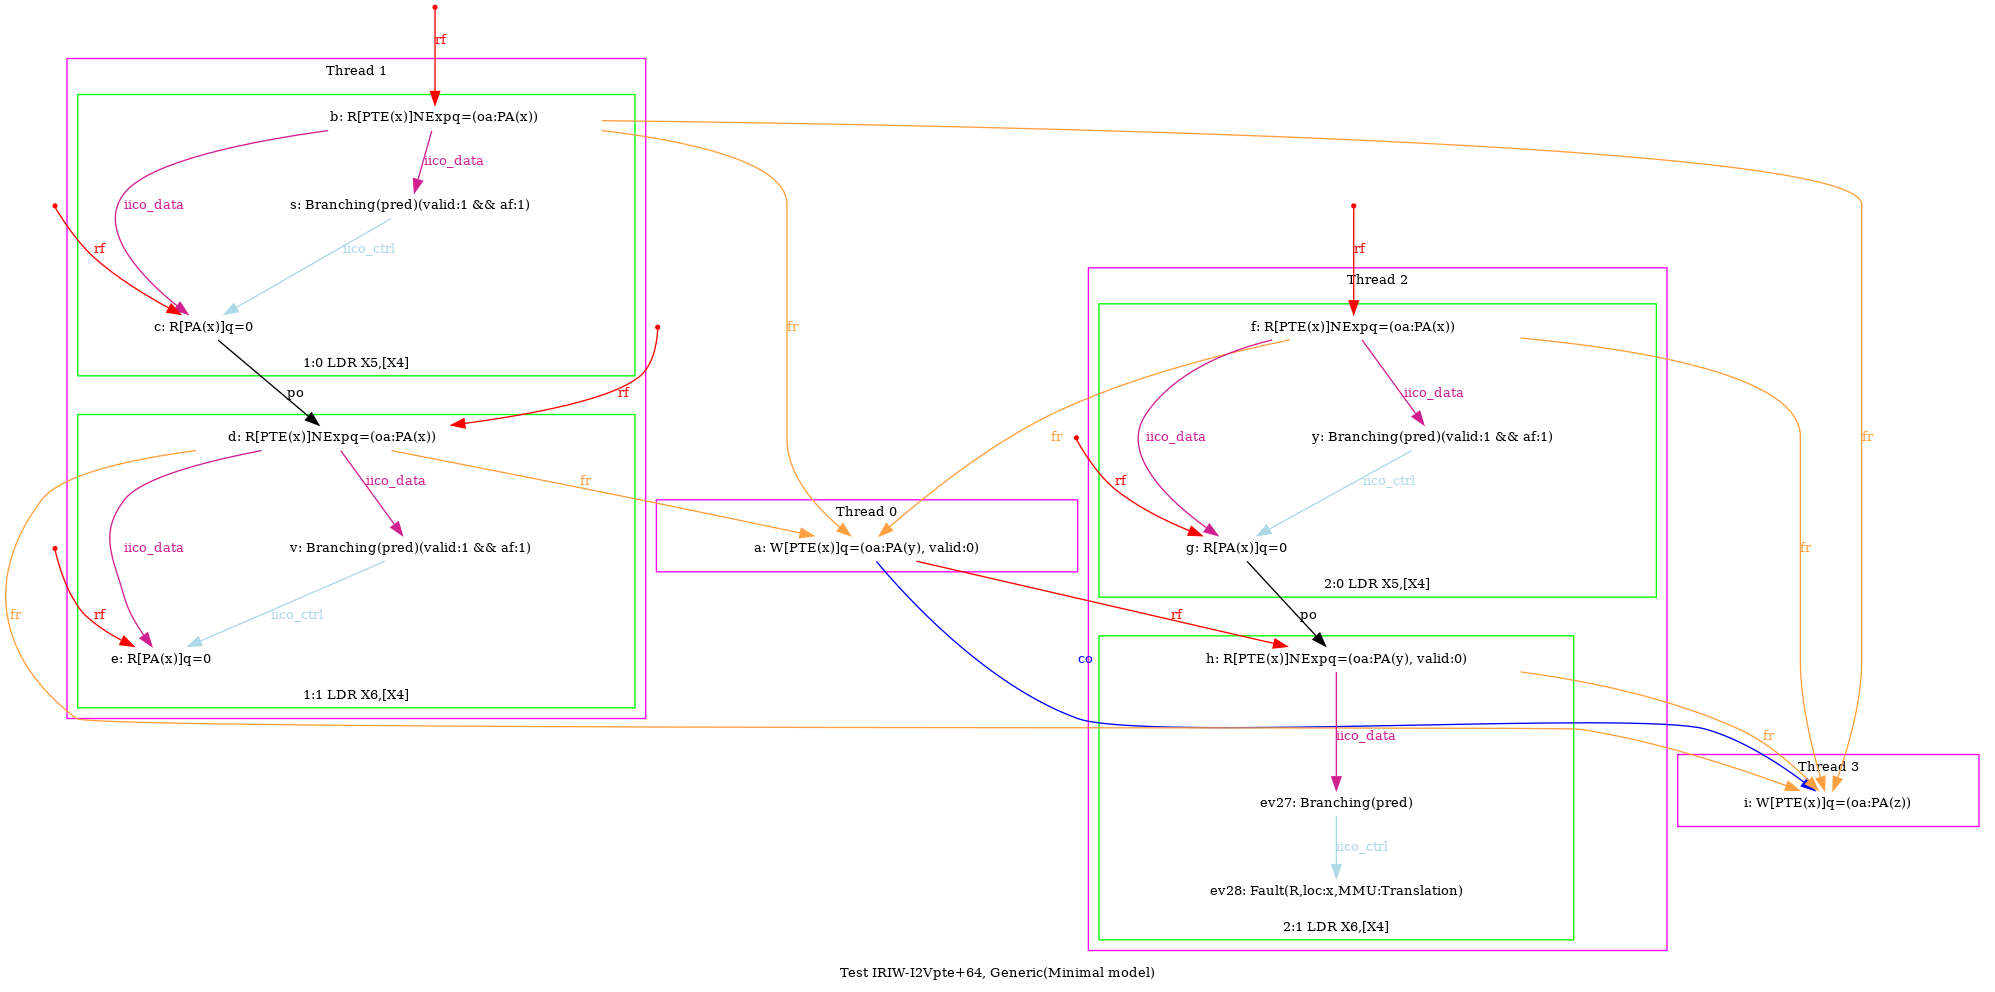 rf
Thread 1
b: R[PTE(x)]NExpq=(oa:PA(x))
iico_data
iico_data
s: Branching(pred)(valid:1 && af:1)
rf
iico_ctrl
c: R[PA(x)]q=0
1:0 LDR X5,[X4]
po
rf
d: R[PTE(x)]NExpq=(oa:PA(x))
fr
iico_data
iico_data
v: Branching(pred)(valid:1 && af:1)
rf
fr
iico_ctrl
e: R[PA(x)]q=0
1:1 LDR X6,[X4]
fr
Thread 0
a: W[PTE(x)]q=(oa:PA(y), valid:0)
fr
rf
co
rf
Thread 2
f: R[PTE(x)]NExpq=(oa:PA(x))
iico_data
iico_data
y: Branching(pred)(valid:1 && af:1)
rf
iico_ctrl
g: R[PA(x)]q=0
2:0 LDR X5,[X4]
po
h: R[PTE(x)]NExpq=(oa:PA(y), valid:0)
iico_data
ev27: Branching(pred)
iico_ctrl
ev28: Fault(R,loc:x,MMU:Translation)
2:1 LDR X6,[X4]
fr
fr
fr
Thread 3
i: W[PTE(x)]q=(oa:PA(z))
Test IRIW-I2Vpte+64, Generic(Minimal model)